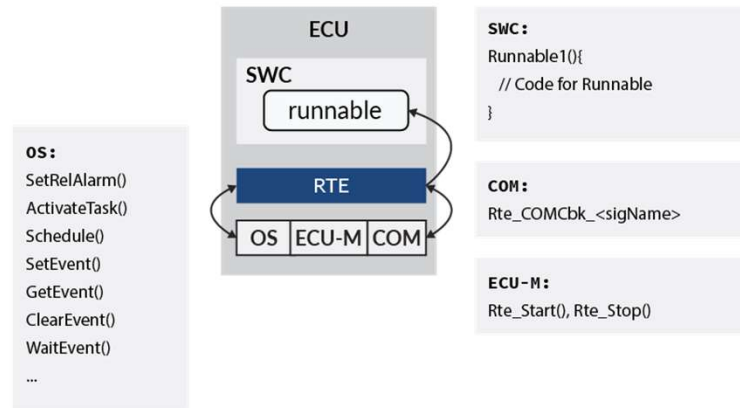 ECU
SWC
runnable
RTE
OS
ECU-M
COM
OS:
SetRelAlarm()
ActivateTask()
Schedule()
SetEvent()
GetEvent()
ClearEvent()
WaitEvent()
...
SWC:
Runnable1(){
// Code for Runnable
}
COM:
Rte_COMCbk_<sigName>
ECU-M:
Rte_Start(), Rte_Stop()